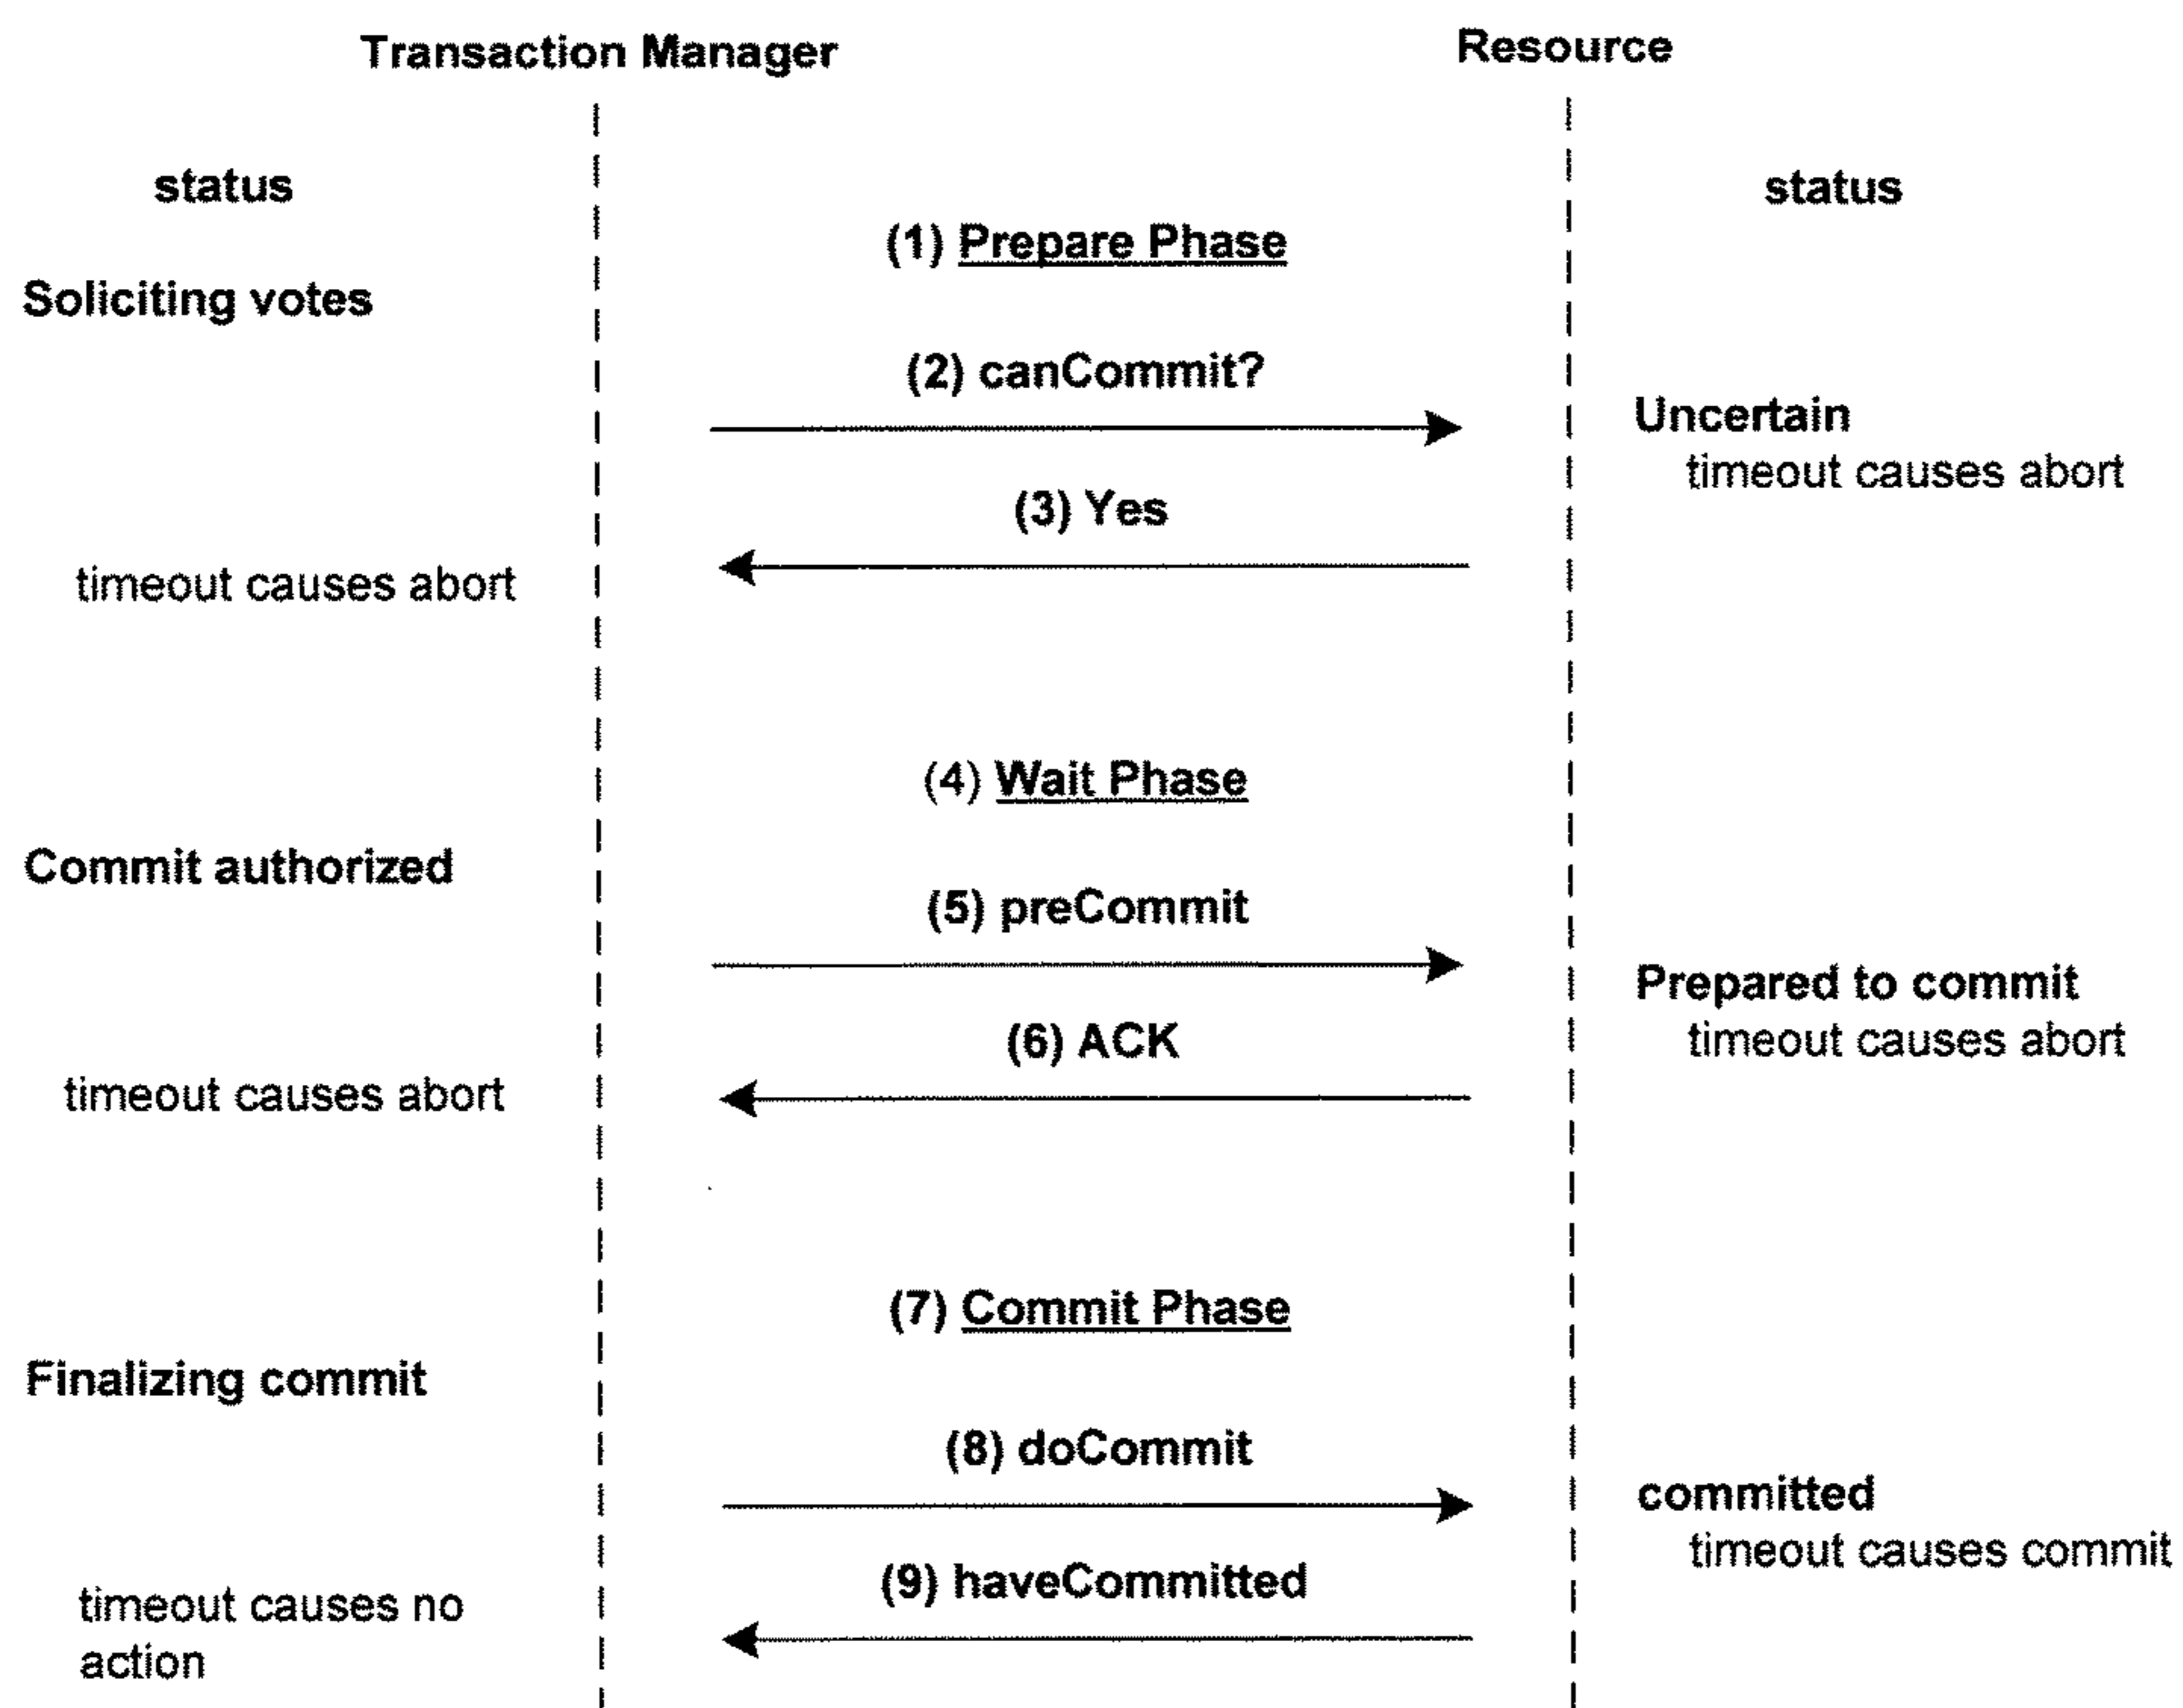 Transaction Manager
Resource
status
status
(1) Prepare Phase
Soliciting votes
(2) canCommit?
Uncertain
timeout causes abort
(3) Yes
timeout causes abort
(4) Wait Phase
Commit authorized
(5) preCommit
Prepared to commit
timeout causes abort
(6) ACK
timeout causes abort
(7) Commit Phase
Finalizing commit
(8) doCommit
committed
timeout causes commit
(9) haveCommitted
timeout causes no
action